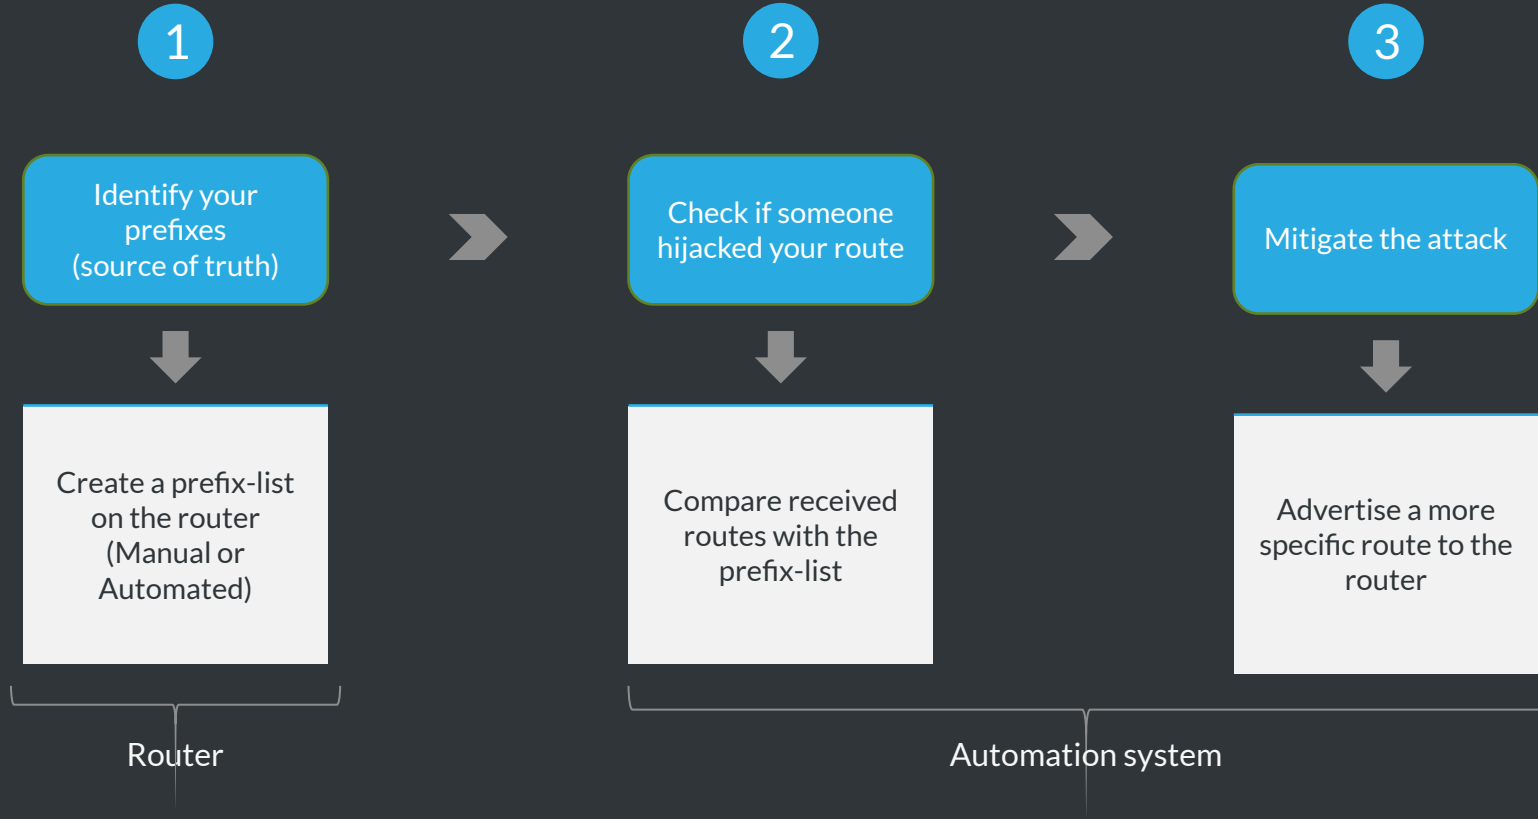 1
2
3
Identify your
prefixes
(source of truth)
Check if someone
hijacked your route
Mitigate the attack
Create a prefix-list
on the router
(Manual or
Automated)
Compare received
routes with the
prefix-list
Advertise a more
specific route to the
router
Router
Automation system